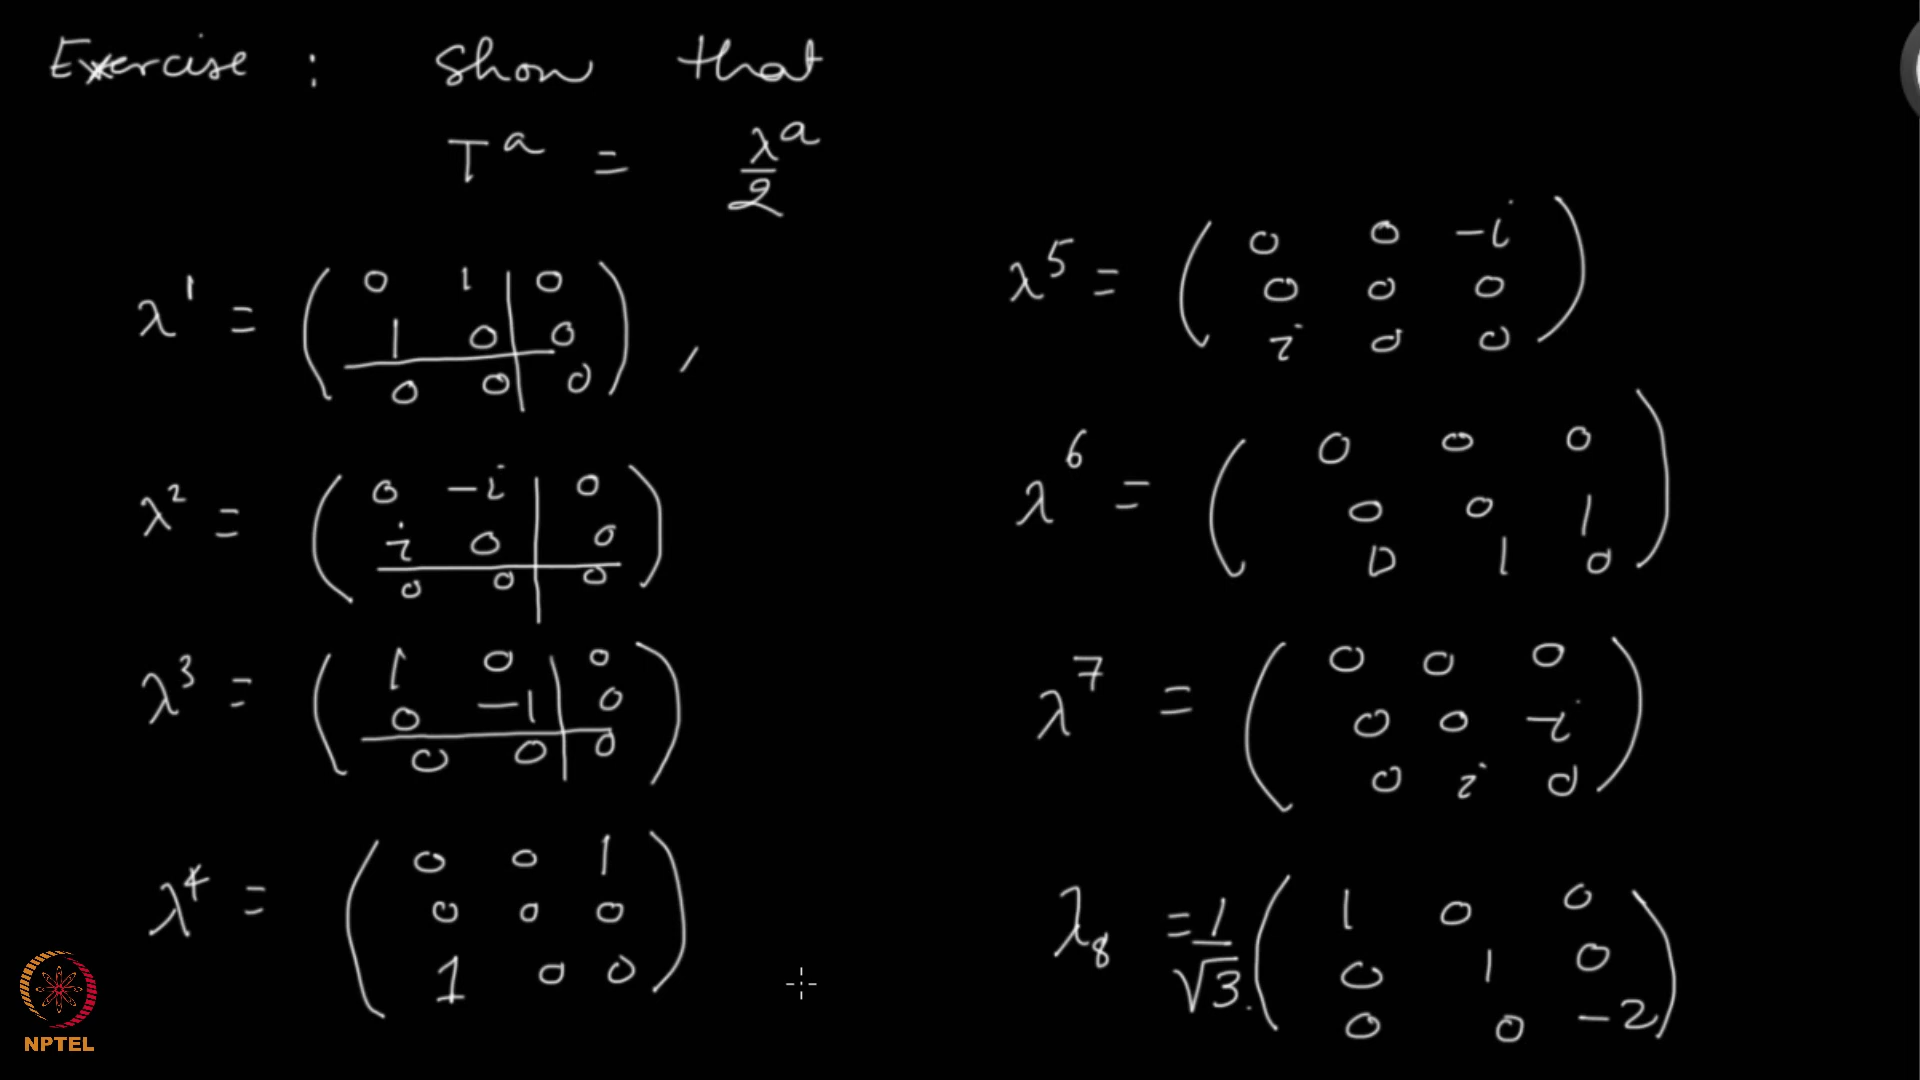 Exercise : Show that
T^a = λ^a/2
λ^1 = ( 0 1 | 0
1 0 | 0
0 0 | 0 ) ,
λ^2 = ( 0 -i | 0
i 0 | 0
0 0 | 0 )
λ^3 = ( 1 0 | 0
0 -1 | 0
0 0 | 0 )
λ^4 = ( 0 0 1
0 0 0
1 0 0 )
λ^5 = ( 0 0 -i
0 0 0
i 0 0 )
λ^6 = ( 0 0 0
0 0 1
0 1 0 )
λ^7 = ( 0 0 0
0 0 -i
0 i 0 )
λ_8 = 1/√3 . ( 1 0 0
0 1 0
0 0 -2 )
NPTEL